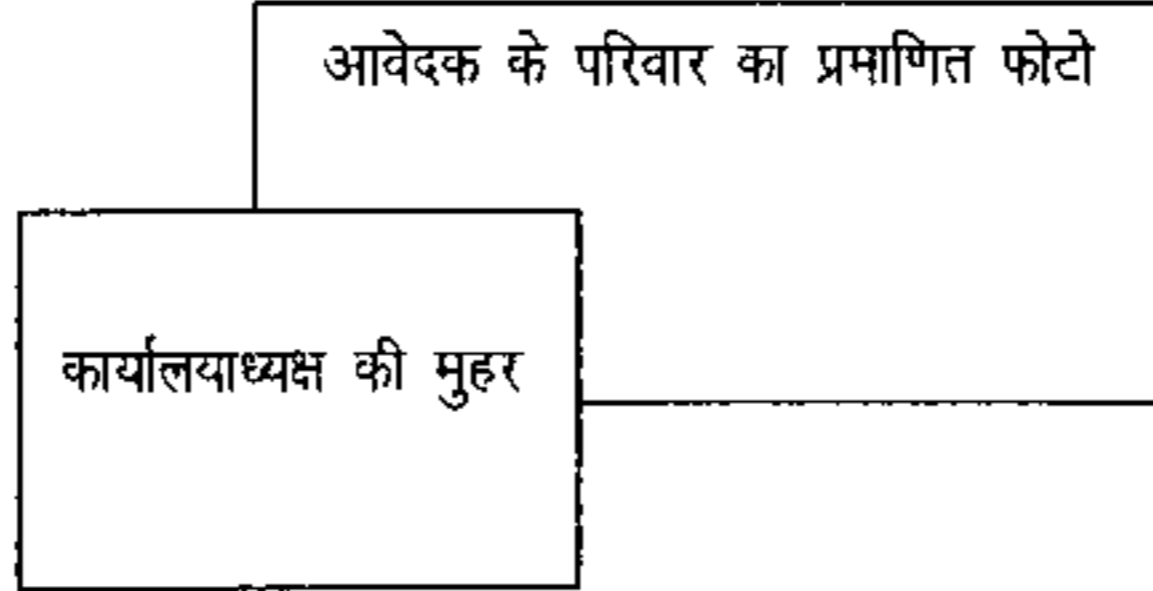 आवेदक के परिवार का प्रमाणित फोटो
कार्यालयाध्यक्ष की मुहर